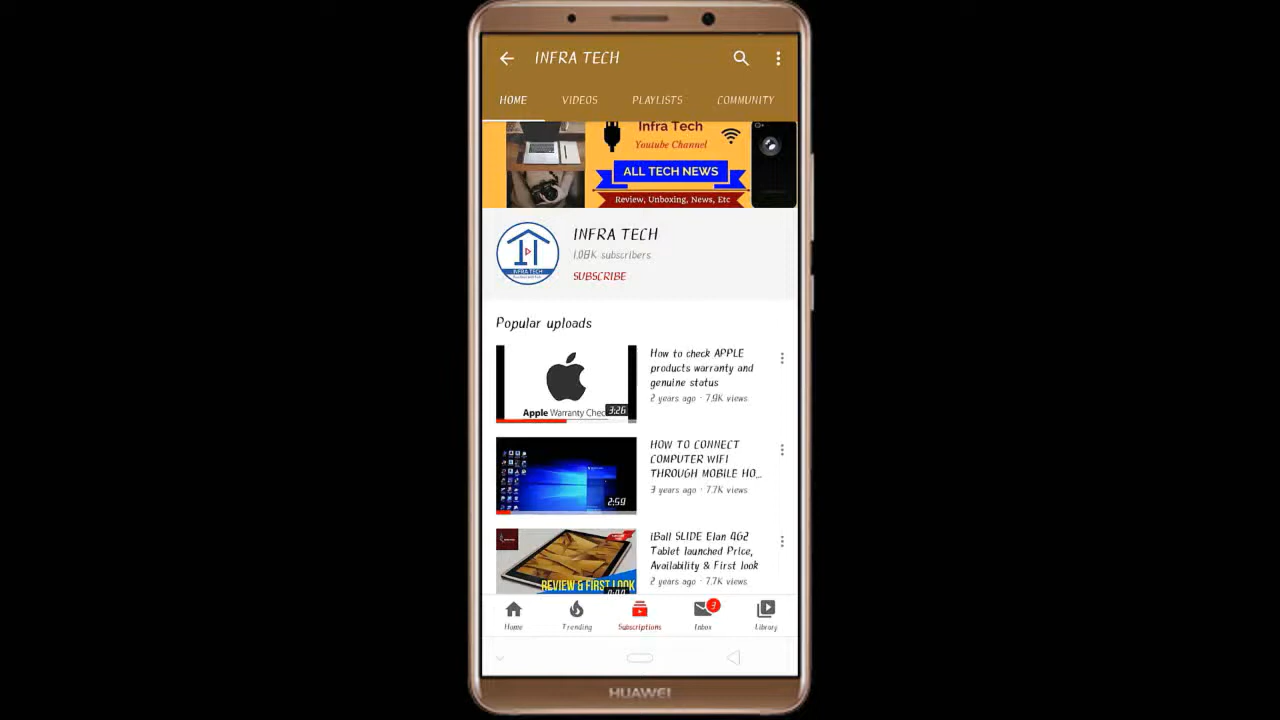 INFRA TECH
HOME VIDEOS PLAYLISTS COMMUNITY
Infra Tech
Youtube Channel
ALL TECH NEWS
Review, Unboxing, News, Etc
INFRA TECH
INFRA TECH
1.08K subscribers
SUBSCRIBE
Popular uploads
Apple Warranty Chec
3:26
How to check APPLE
products warranty and
genuine status
2 years ago · 7.9K views
2:59
HOW TO CONNECT
COMPUTER WIFI
THROUGH MOBILE HO...
3 years ago · 7.7K views
REVIEW & FIRST LOOK
iBall SLIDE Elan 4G2
Tablet launched Price,
Availability & First look
2 years ago · 7.7K views
Home Trending Subscriptions Inbox Library
HUAWEI